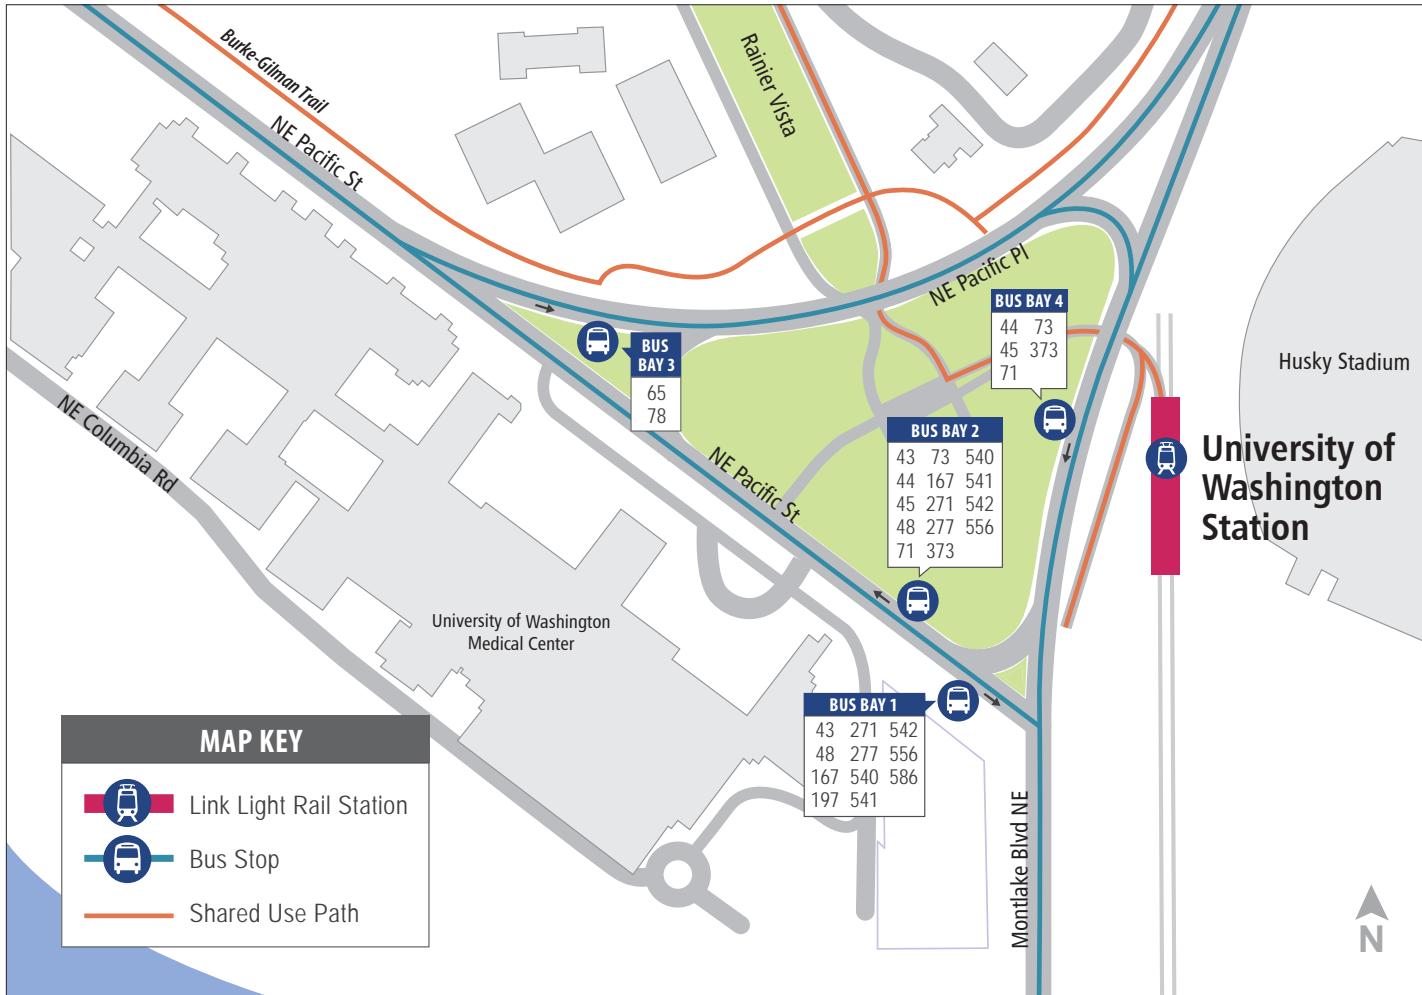 Burke-Gilman Trail
NE Pacific St
Rainier Vista
NE Pacific Pl
BUS BAY 4
44 73
45 373
71
BUS
BAY 3
65
78
Husky Stadium
NE Columbia Rd
BUS BAY 2
43 73 540
44 167 541
45 271 542
48 277 556
71 373
NE Pacific St
University of
Washington
Station
University of Washington
Medical Center
BUS BAY 1
43 271 542
48 277 556
167 540 586
197 541
Montlake Blvd NE
MAP KEY
Link Light Rail Station
Bus Stop
Shared Use Path
N